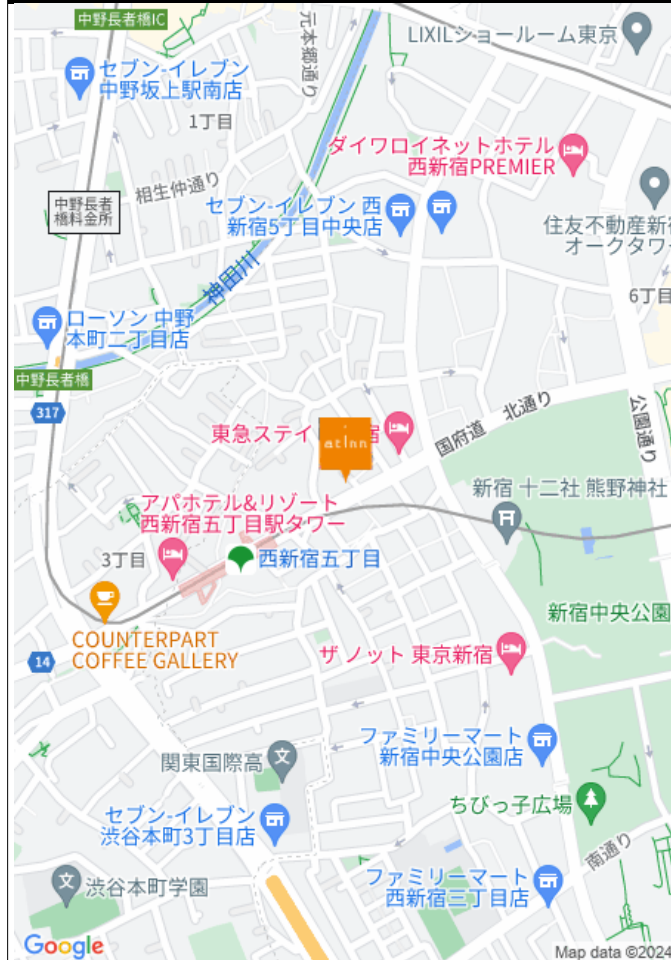 中野長者橋IC
元本郷通り
LIXILショールーム東京
セブン-イレブン
中野坂上駅南店
1丁目
ダイワロイネットホテル
西新宿PREMIER
相生仲通り
中野長者
橋料金所
セブン-イレブン 西
新宿5丁目中央店
住友不動産新宿
オークタワー
神田川
6丁目
ローソン 中野
本町二丁目店
中野長者橋
317
東急ステイ
宿
atinn
国府道
北通り
公園通り
新宿 十二社 熊野神社
アパホテル&リゾート
西新宿五丁目駅タワー
3丁目
西新宿五丁目
新宿中央公園
COUNTERPART
COFFEE GALLERY
14
ザ ノット 東京新宿
ファミリーマート
新宿中央公園店
関東国際高
文
ちびっ子広場
セブン-イレブン
渋谷本町3丁目店
南通り
文
渋谷本町学園
ファミリーマート
西新宿三丁目店
Google
Map data ©2024